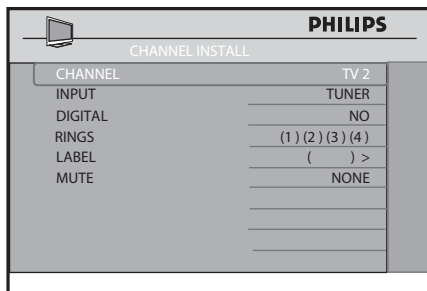 PHILIPS
CHANNEL INSTALL
CHANNEL TV 2
INPUT TUNER
DIGITAL NO
RINGS (1)(2)(3)(4)
LABEL ( ) >
MUTE NONE